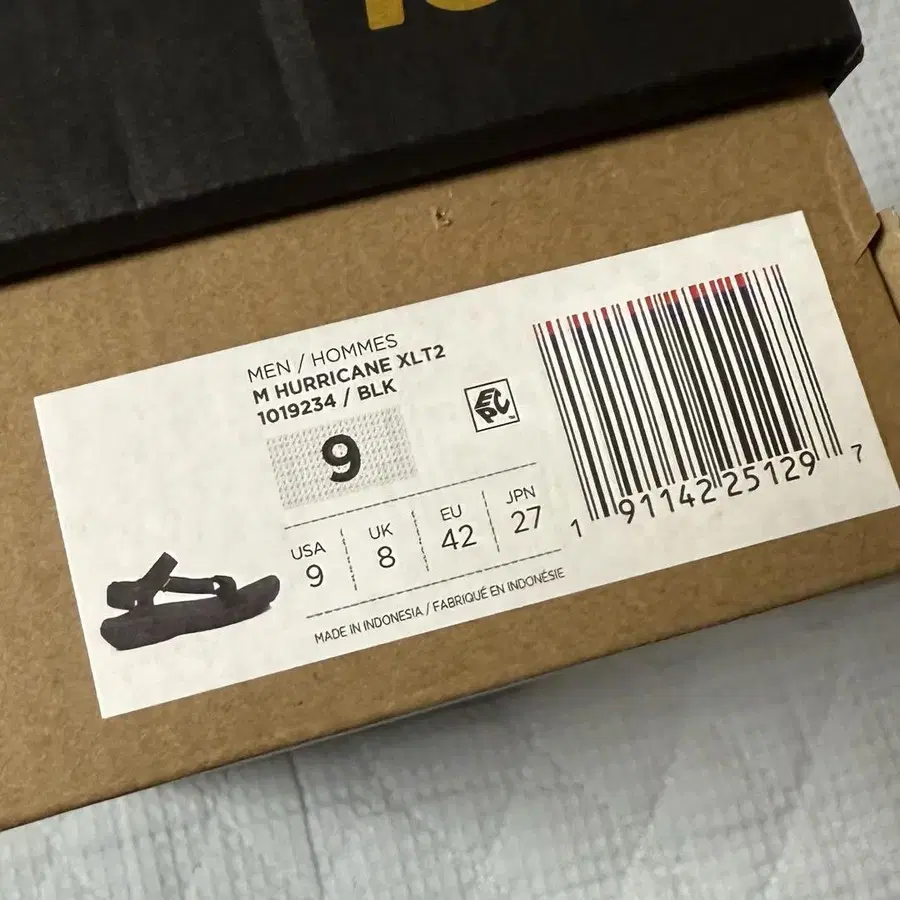 MEN / HOMMES
M HURRICANE XLT2
1019234 / BLK
9
EPC
USA UK EU JPN
9 8 42 27
MADE IN INDONESIA / FABRIQUÉ EN INDONÉSIE
1 91142 25129 7